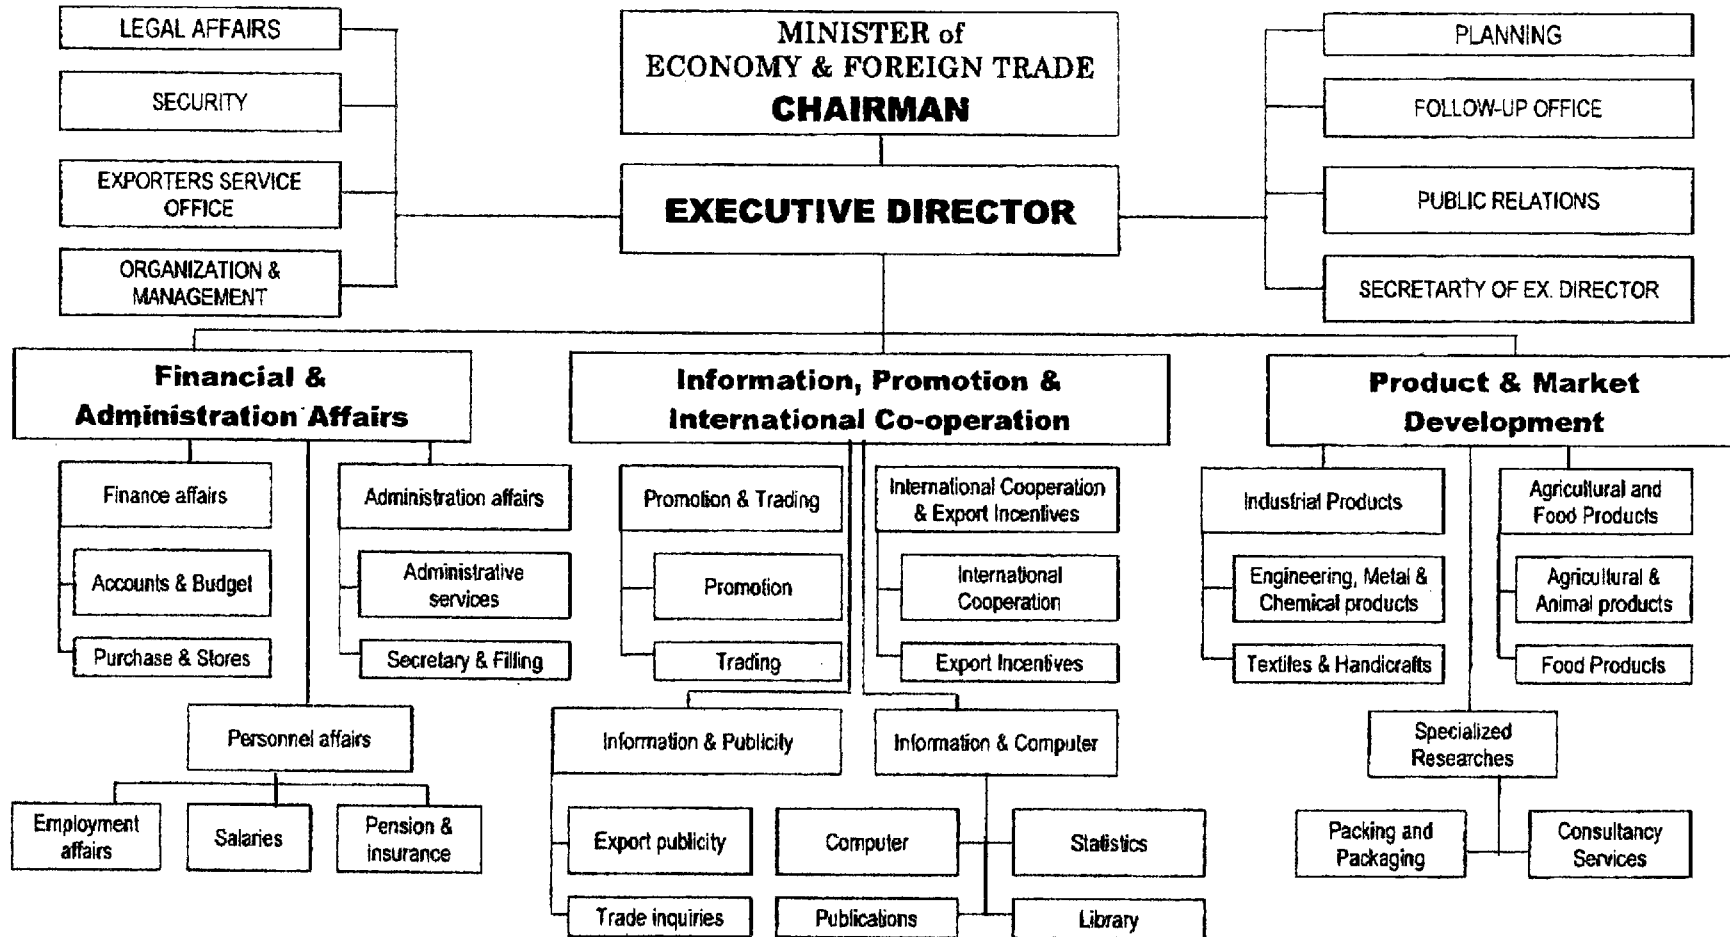 LEGAL AFFAIRS
SECURITY
EXPORTERS SERVICE
OFFICE
ORGANIZATION &
MANAGEMENT
MINISTER of
ECONOMY & FOREIGN TRADE
CHAIRMAN
EXECUTIVE DIRECTOR
PLANNING
FOLLOW-UP OFFICE
PUBLIC RELATIONS
SECRETARTY OF EX. DIRECTOR
Financial &
Administration Affairs
Finance affairs
Accounts & Budget
Purchase & Stores
Administration affairs
Administrative
services
Secretary & Filling
Personnel affairs
Employment
affairs
Salaries
Pension &
insurance
Information, Promotion &
International Co-operation
Promotion & Trading
Promotion
Trading
International Cooperation
& Export Incentives
International
Cooperation
Export Incentives
Information & Publicity
Export publicity
Trade inquiries
Information & Computer
Computer
Statistics
Publications
Library
Product & Market
Development
Industrial Products
Engineering, Metal &
Chemical products
Textiles & Handicrafts
Agricultural and
Food Products
Agricultural &
Animal products
Food Products
Specialized
Researches
Packing and
Packaging
Consultancy
Services